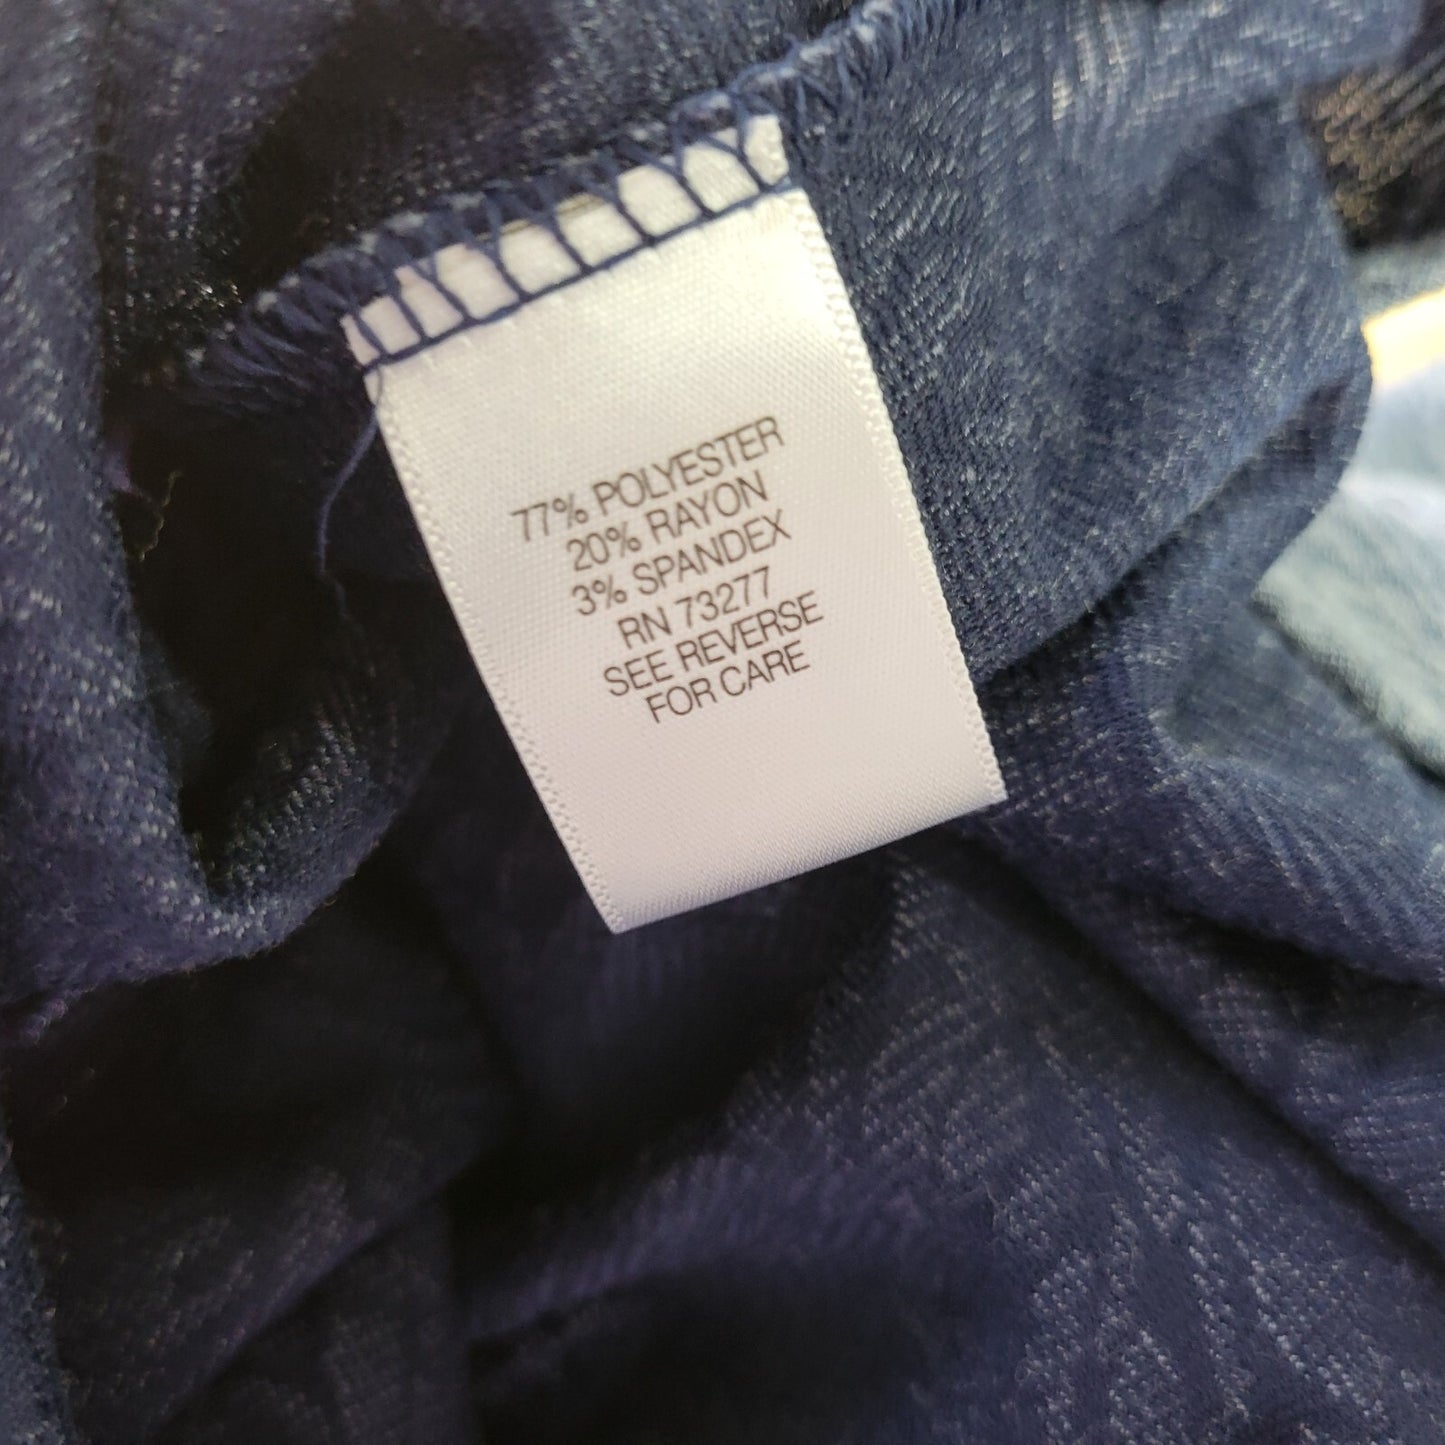 77% POLYESTER
20% RAYON
3% SPANDEX
RN 73277
SEE REVERSE
FOR CARE